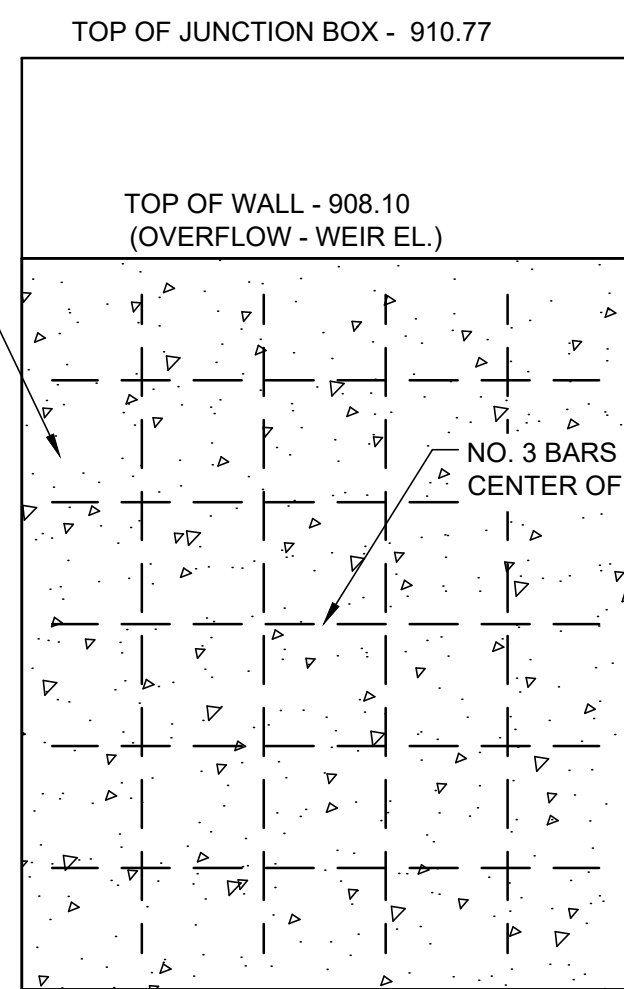 TOP OF JUNCTION BOX - 910.77
TOP OF WALL - 908.10
(OVERFLOW - WEIR EL.)
NO. 3 BARS
CENTER OF